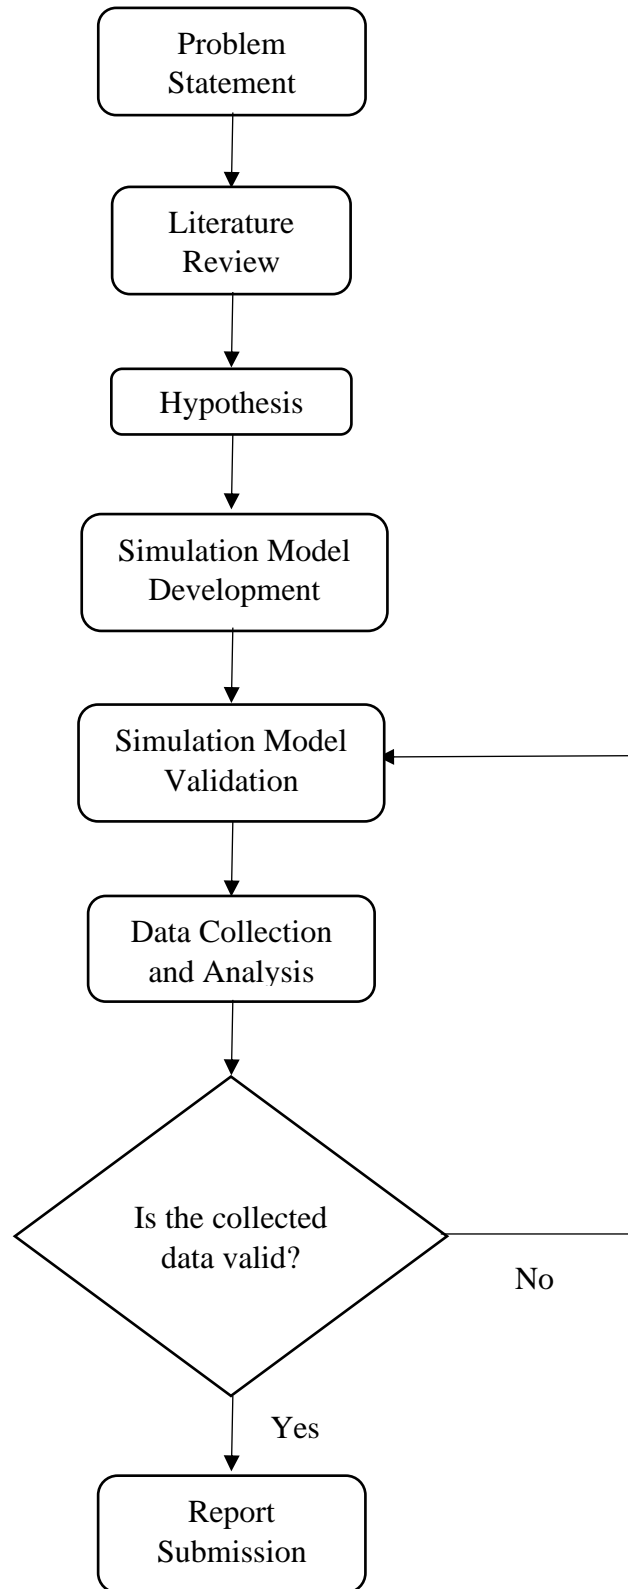 Problem
Statement
Literature
Review
Hypothesis
Simulation Model
Development
Simulation Model
Validation
Data Collection
and Analysis
Is the collected
data valid?
No
Yes
Report
Submission